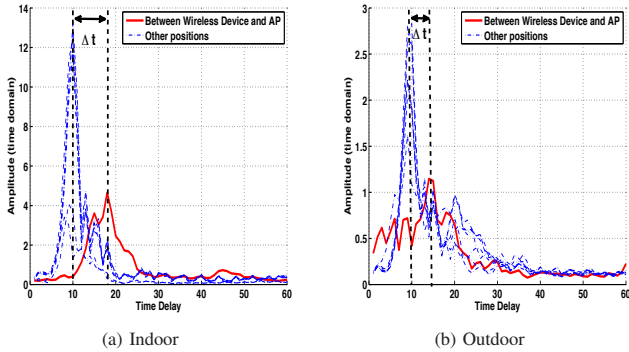 14
12
10
8
6
4
2
0
Amplitude (time domain)
0 10 20 30 40 50 60
Time Delay
Δ t
Between Wireless Device and AP
Other positions
(a) Indoor
3
2.5
2
1.5
1
0.5
0
Amplitude (time domain)
0 10 20 30 40 50 60
Time Delay
Δ t
Between Wireless Device and AP
Other positions
(b) Outdoor